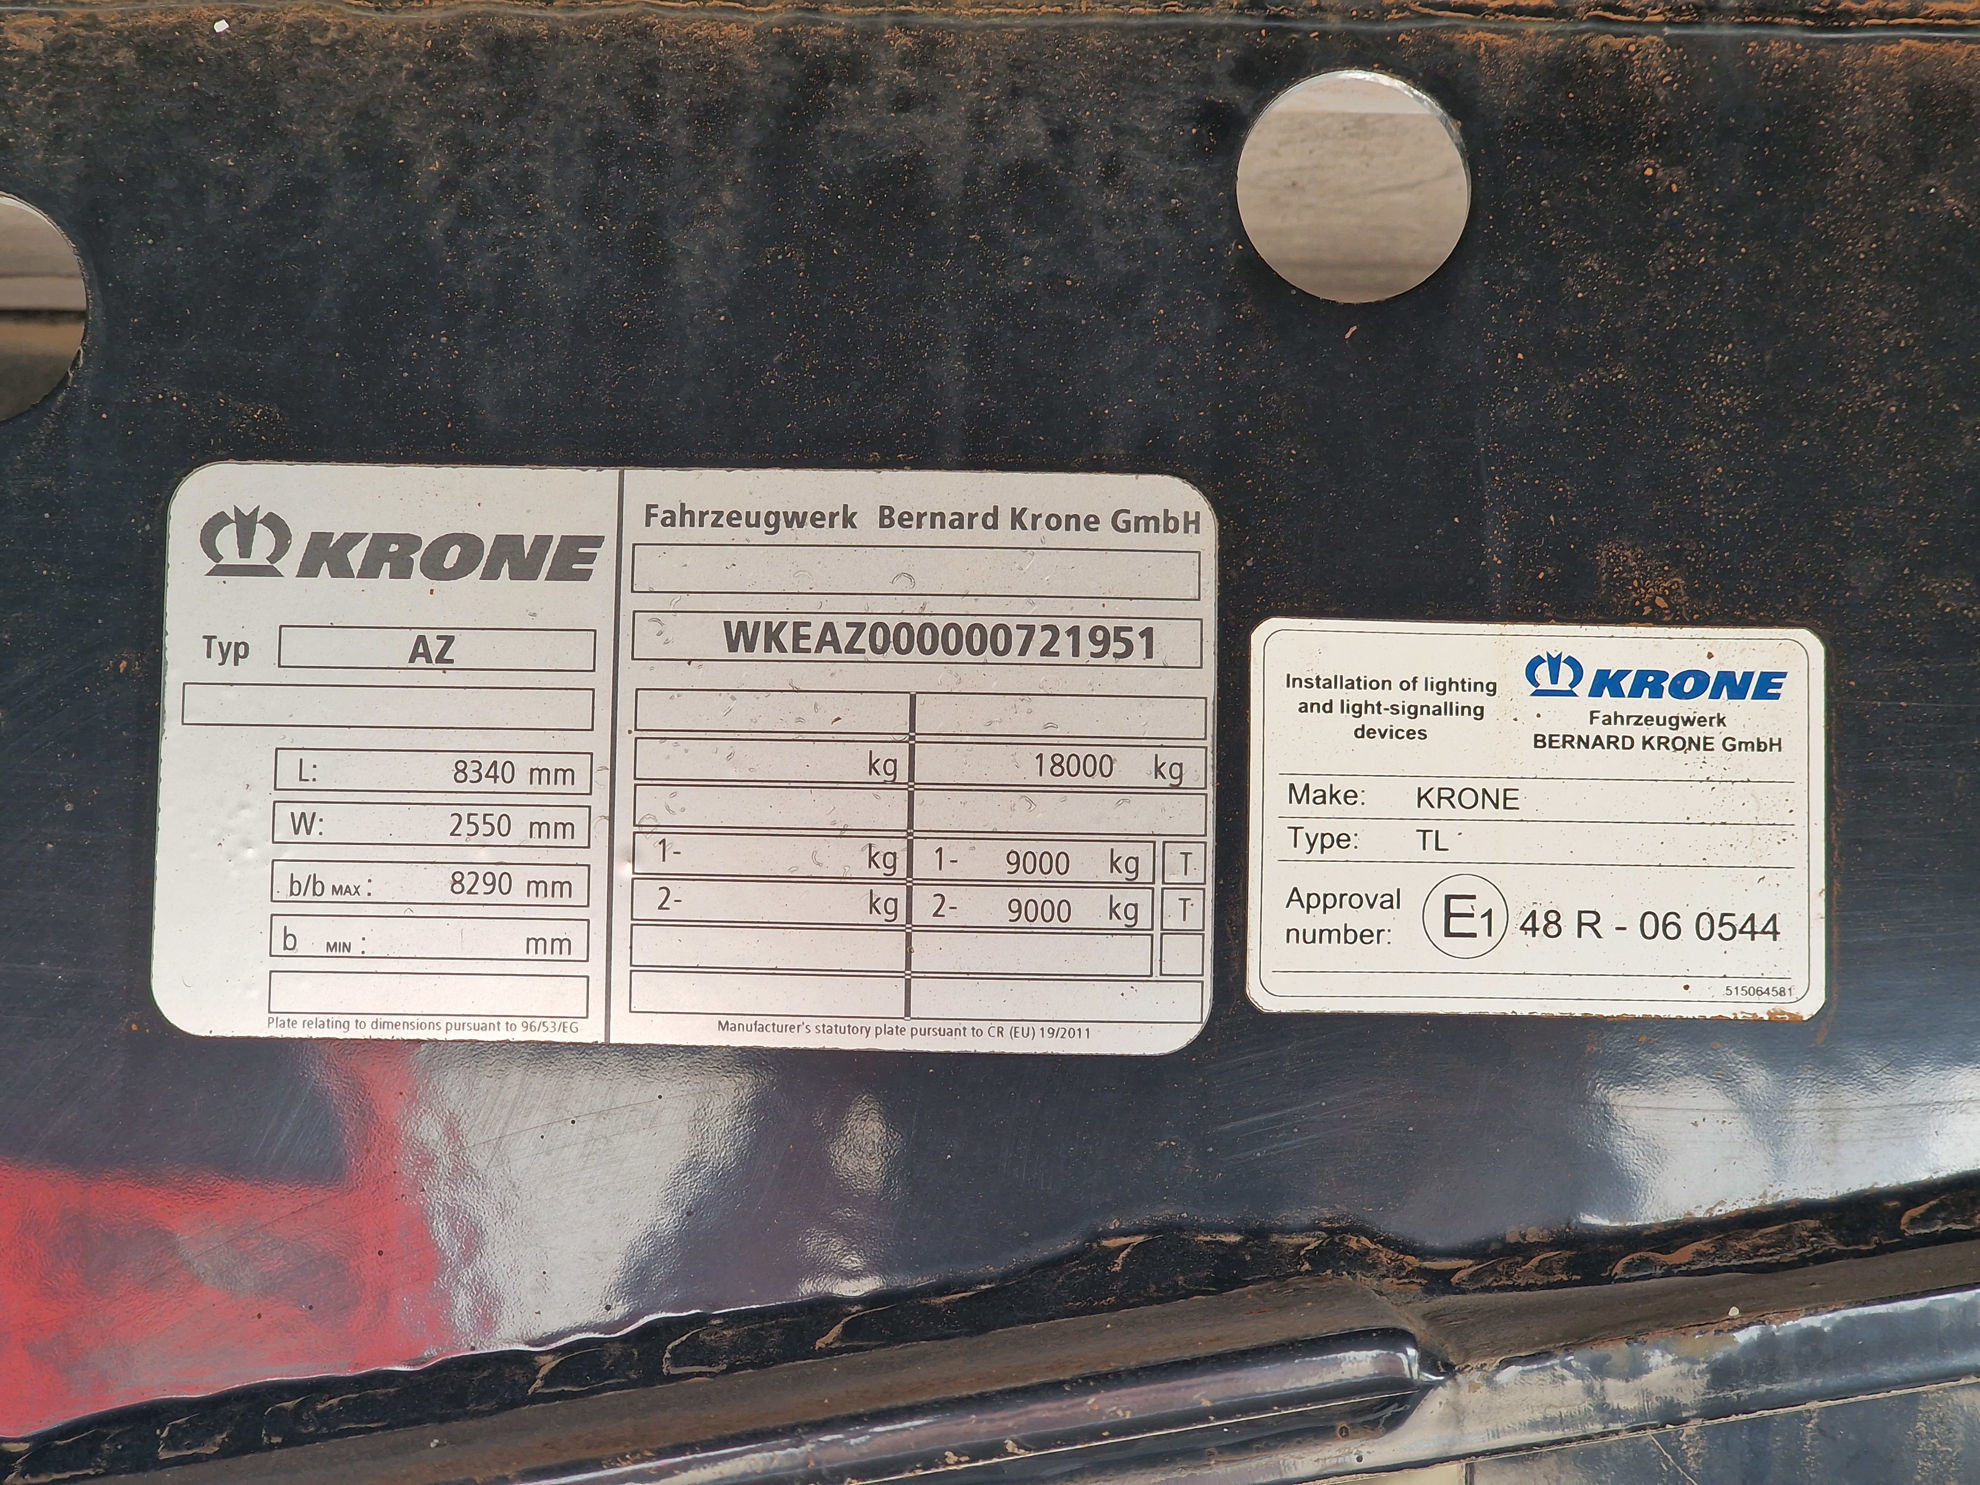 KRONE
Typ AZ
L: 8340 mm
W: 2550 mm
b/b MAX : 8290 mm
b MIN : mm
Plate relating to dimensions pursuant to 96/53/EG
Fahrzeugwerk Bernard Krone GmbH
WKEAZ000000721951
kg 18000 kg
1- kg 1- 9000 kg T
2- kg 2- 9000 kg T
Manufacturer's statutory plate pursuant to CR (EU) 19/2011
Installation of lighting
and light-signalling
devices
KRONE
Fahrzeugwerk
BERNARD KRONE GmbH
Make: KRONE
Type: TL
Approval
number:
E1 48 R - 06 0544
515064581